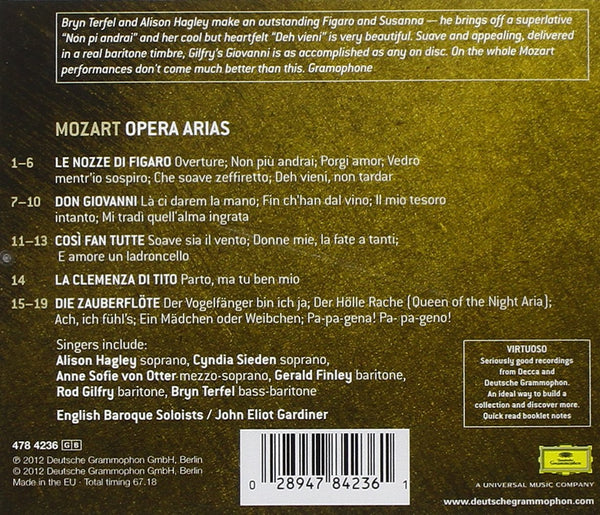 Bryn Terfel and Alison Hagley make an outstanding Figaro and Susanna — he brings off a superlative
"Non pi andrai" and her cool but heartfelt "Deh vieni" is very beautiful. Suave and appealing, delivered
in a real baritone timbre, Gilfry's Giovanni is as accomplished as any on disc. On the whole Mozart
performances don't come much better than this. Gramophone
MOZART OPERA ARIAS
1–6 LE NOZZE DI FIGARO Overture; Non più andrai; Porgi amor; Vedrò
mentr'io sospiro; Che soave zeffiretto; Deh vieni, non tardar
7–10 DON GIOVANNI Là ci darem la mano; Fin ch'han dal vino; Il mio tesoro
intanto; Mi tradì quell'alma ingrata
11–13 COSÌ FAN TUTTE Soave sia il vento; Donne mie, la fate a tanti;
E amore un ladroncello
14 LA CLEMENZA DI TITO Parto, ma tu ben mio
15–19 DIE ZAUBERFLÖTE Der Vogelfänger bin ich ja; Der Hölle Rache (Queen of the Night Aria);
Ach, ich fühl's; Ein Mädchen oder Weibchen; Pa-pa-gena! Pa- pa-geno!
Singers include:
Alison Hagley soprano, Cyndia Sieden soprano,
Anne Sofie von Otter mezzo-soprano, Gerald Finley baritone,
Rod Gilfry baritone, Bryn Terfel bass-baritone
English Baroque Soloists / John Eliot Gardiner
VIRTUOSO
Seriously good recordings
from Decca and
Deutsche Grammophon.
An ideal way to build a
collection and discover more.
Quick read booklet notes
478 4236 GB
℗ 2012 Deutsche Grammophon GmbH, Berlin
© 2012 Deutsche Grammophon GmbH, Berlin
Made in the EU · Total timing 67.18
0 28947 84236 1
Deutsche
Grammophon
A UNIVERSAL MUSIC COMPANY
www.deutschegrammophon.com